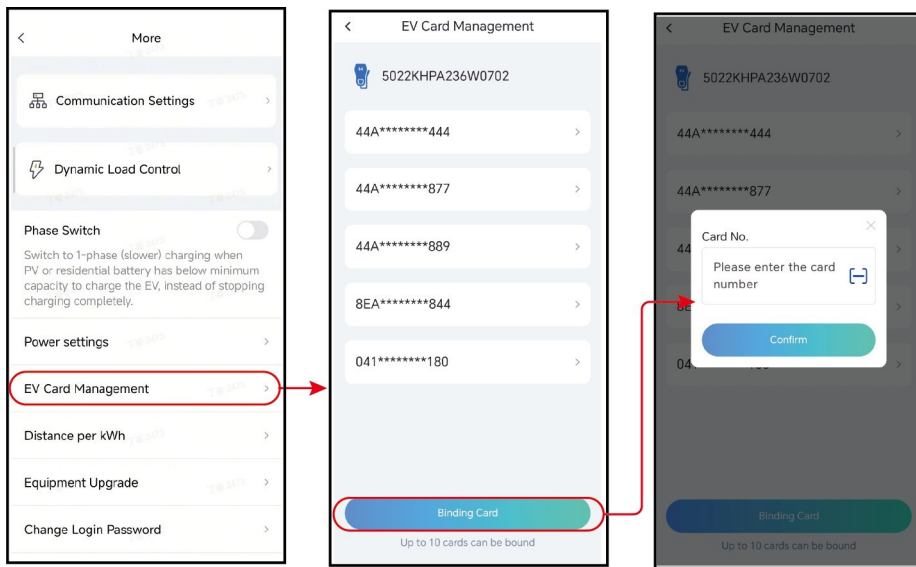 More
Communication Settings
Dynamic Load Control
Phase Switch
Switch to 1-phase (slower) charging when
PV or residential battery has below minimum
capacity to charge the EV, instead of stopping
charging completely.
Power settings
EV Card Management
Distance per kWh
Equipment Upgrade
Change Login Password
EV Card Management
5022KHPA236W0702
44A********444
44A********877
44A********889
8EA********844
041********180
Binding Card
Up to 10 cards can be bound
EV Card Management
5022KHPA236W0702
44A********444
44A********877
Card No.
Please enter the card
number
Confirm
Binding Card
Up to 10 cards can be bound